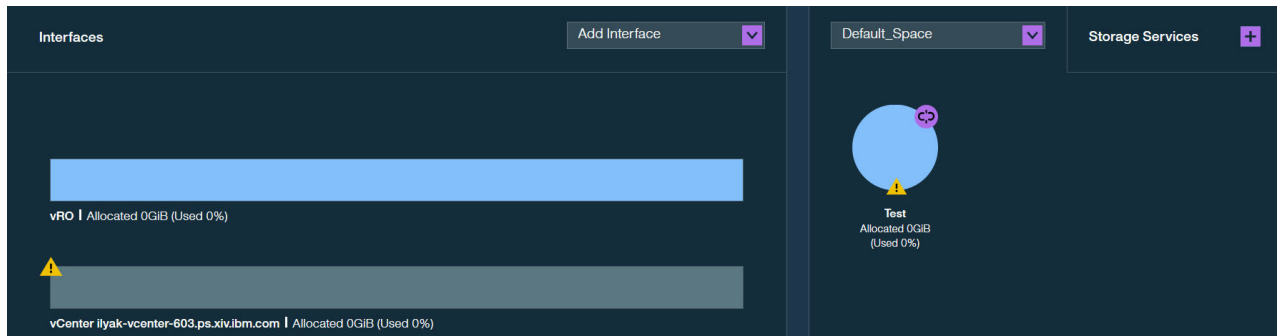 Interfaces
Add Interface
vRO | Allocated 0GiB (Used 0%)
vCenter ilyak-vcenter-603.ps.xiv.ibm.com | Allocated 0GiB (Used 0%)
Default_Space
Storage Services
Test
Allocated 0GiB
(Used 0%)